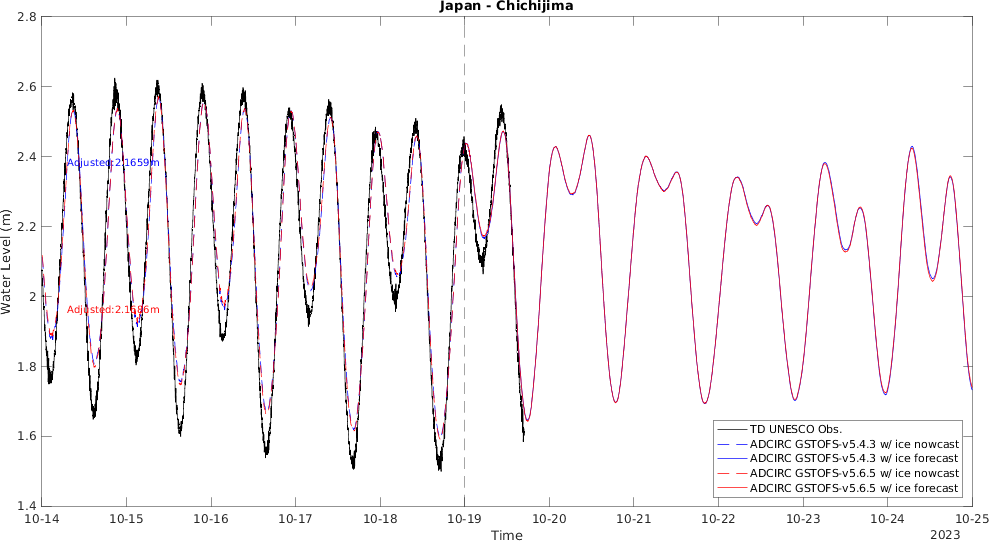 Japan - Chichijima
2.8
2.6
2.4
2.2
2
1.8
1.6
1.4
Water Level (m)
Adjusted:2.1659m
Adjusted:2.1686m
TD UNESCO Obs.
ADCIRC GSTOFS-v5.4.3 w/ ice nowcast
ADCIRC GSTOFS-v5.4.3 w/ ice forecast
ADCIRC GSTOFS-v5.6.5 w/ ice nowcast
ADCIRC GSTOFS-v5.6.5 w/ ice forecast
10-14 10-15 10-16 10-17 10-18 10-19 10-20 10-21 10-22 10-23 10-24 10-25
Time
2023